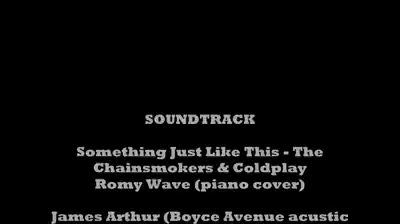 SOUNDTRACK
Something Just Like This - The
Chainsmokers & Coldplay
Romy Wave (piano cover)
James Arthur (Boyce Avenue acustic